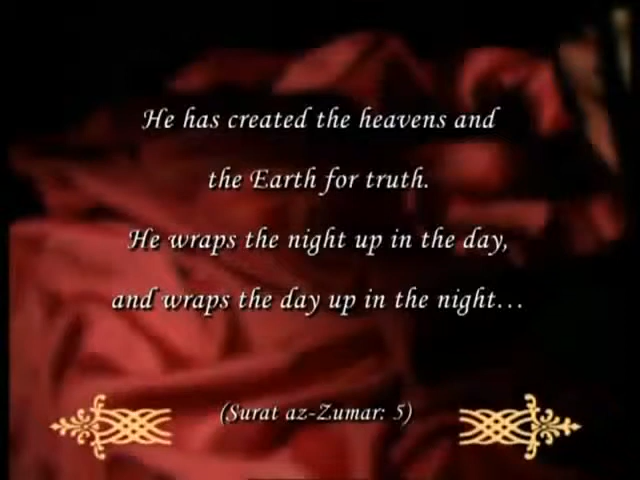 He has created the heavens and
the Earth for truth.
He wraps the night up in the day,
and wraps the day up in the night...
(Surat az-Zumar: 5)